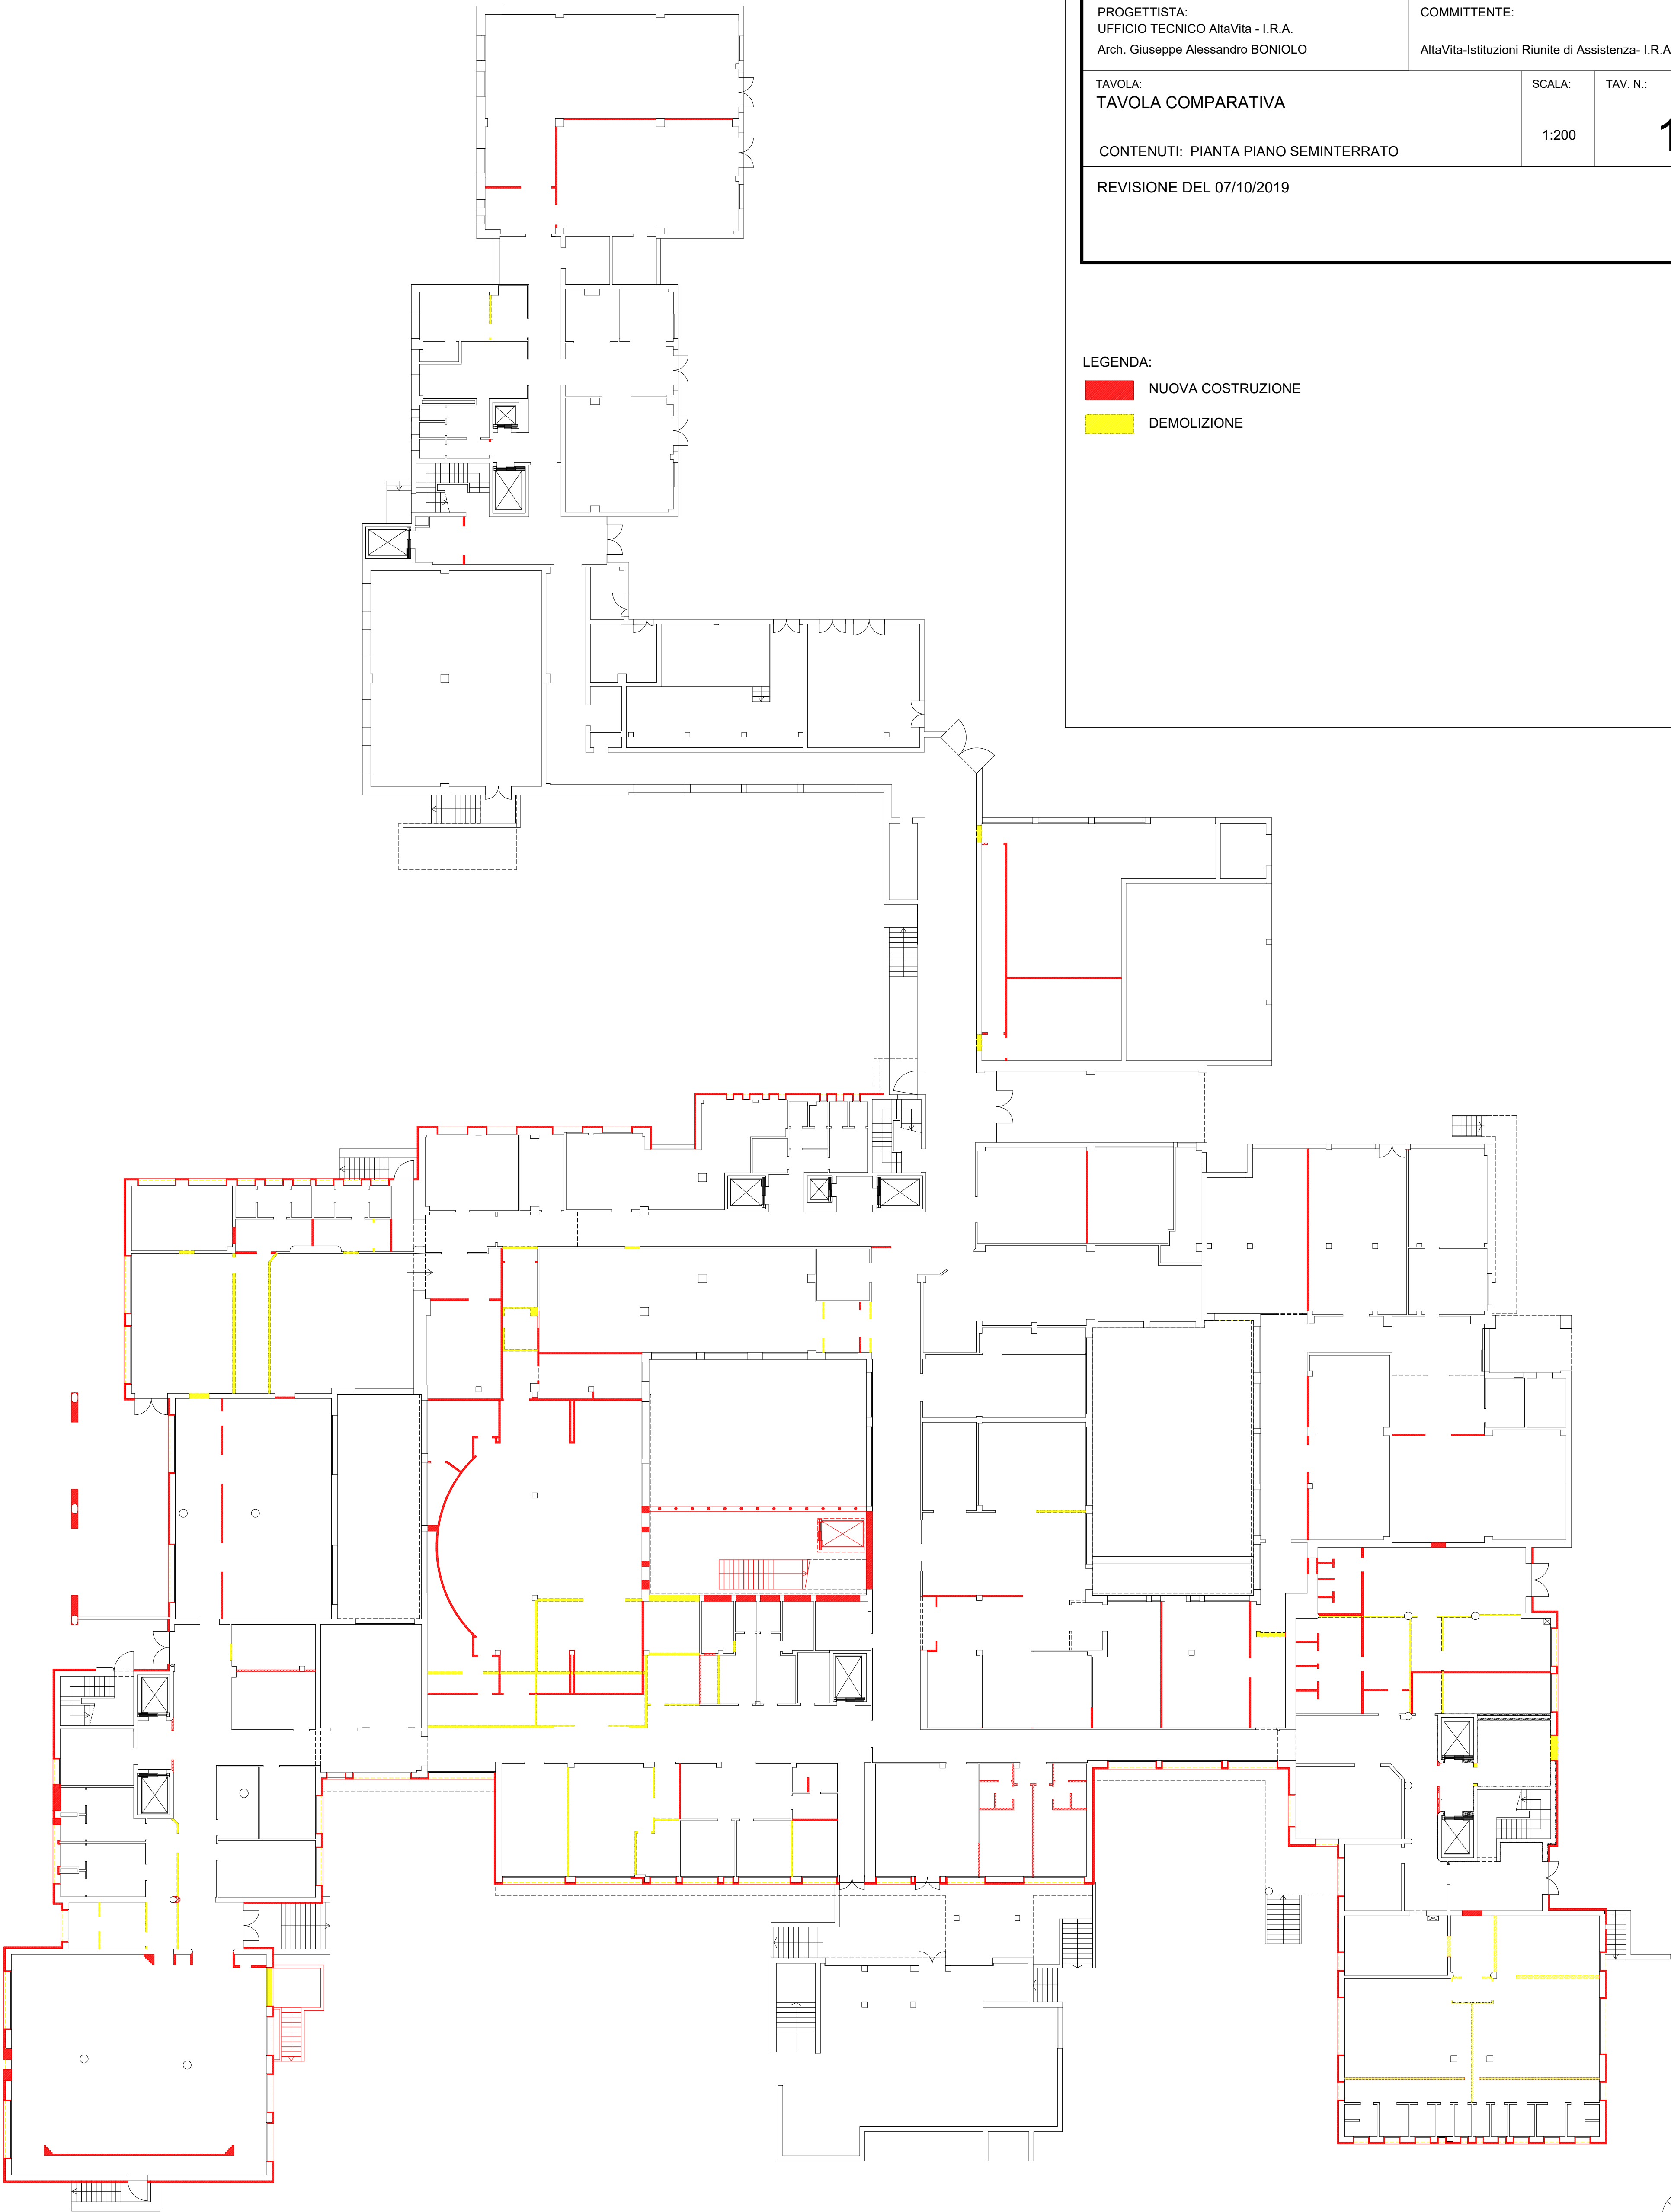 PROGETTISTA:
UFFICIO TECNICO AltaVita - I.R.A.
Arch. Giuseppe Alessandro BONIOLO
COMMITTENTE:
AltaVita-Istituzioni Riunite di Assistenza- I.R.A
TAVOLA:
TAVOLA COMPARATIVA
CONTENUTI: PIANTA PIANO SEMINTERRATO
SCALA:
1:200
TAV. N.:
1
REVISIONE DEL 07/10/2019
LEGENDA:
NUOVA COSTRUZIONE
DEMOLIZIONE